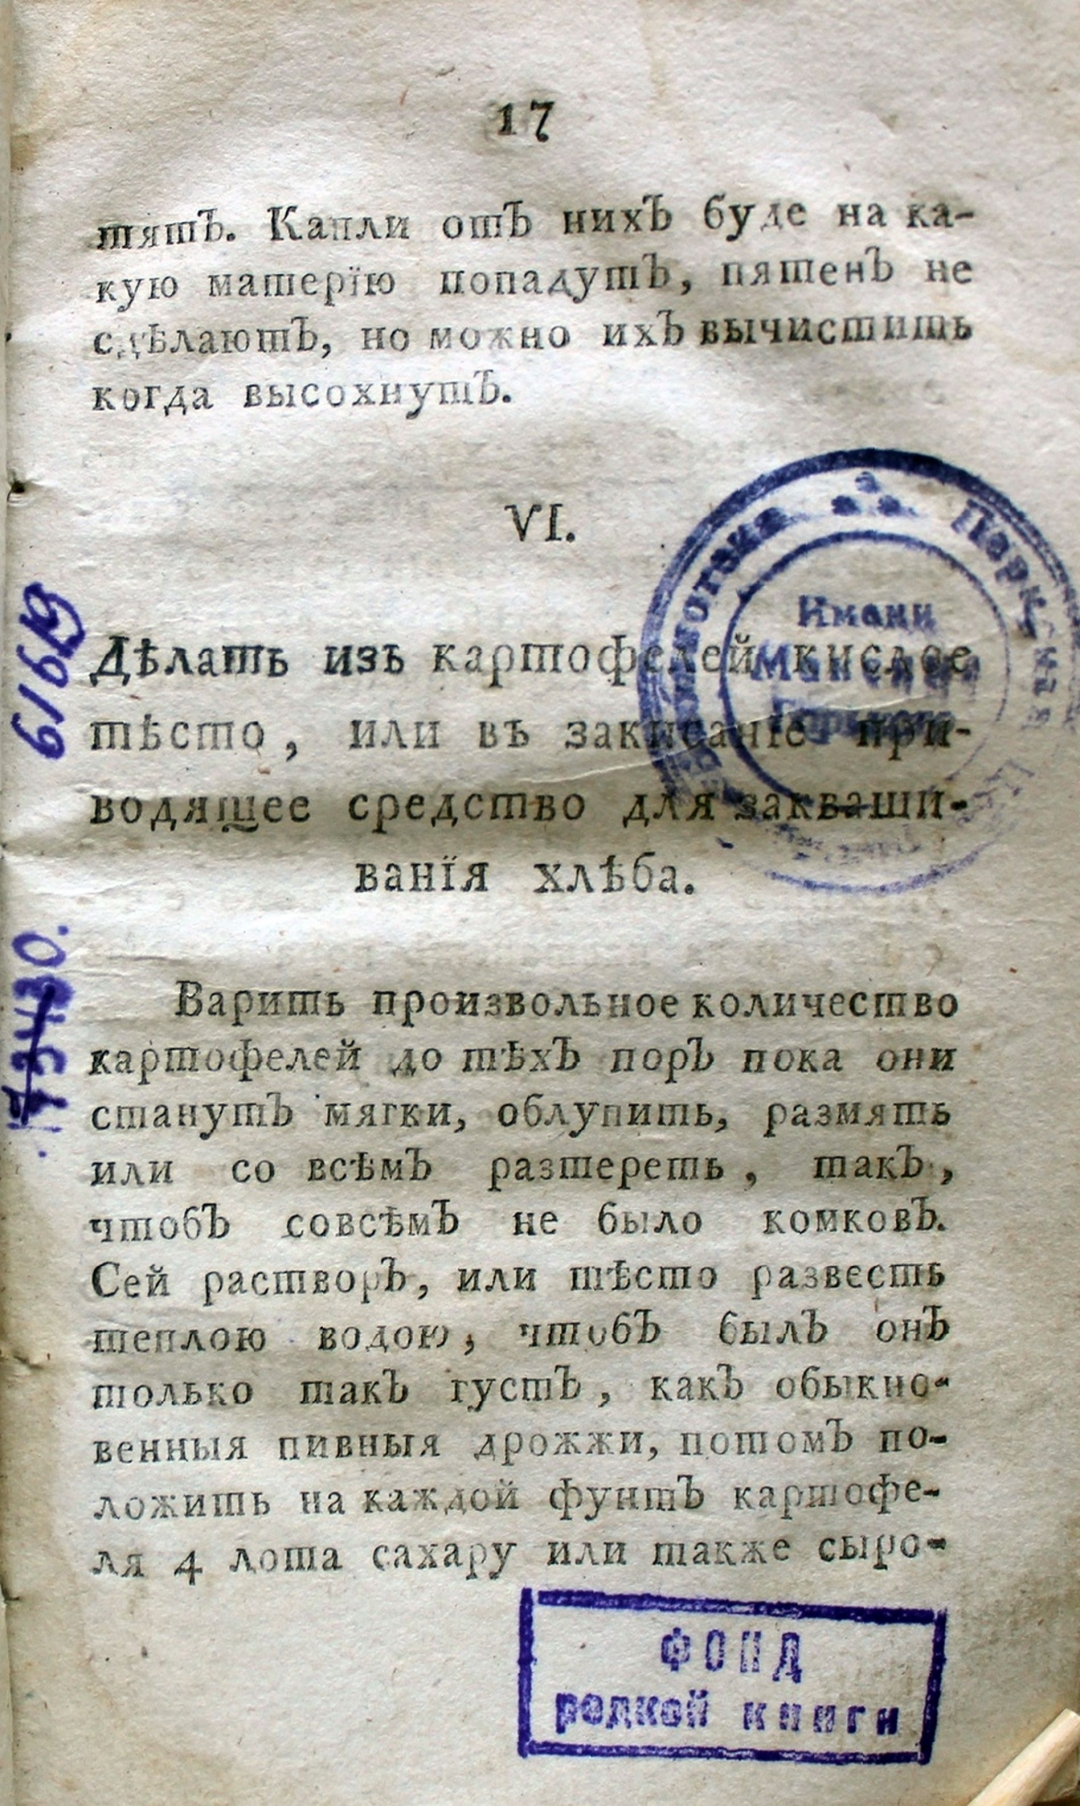 17
тятъ. Капли отъ нихъ буде на ка-
кую матерїю попадутъ, пятенъ не
сдѣлаютъ, но можно ихъ вычистить
когда высохнутъ.
VI.
Дѣлать изъ картофелей кислое
тѣсто, или въ закисанїе при-
водящее средство для закваши-
ванїя хлѣба.
Варить произвольное количество
картофелей до тѣхъ поръ пока они
станутъ мягки, облупить, размять
или со всѣмъ разтереть, такъ,
чтобъ совсѣмъ не было комковъ.
Сей растворъ, или тѣсто развесть
теплою водою, чтобъ былъ онъ
только такъ густъ, какъ обыкно-
венныя пивныя дрожжи, потомъ по-
ложить на каждой фунтъ картофе-
ля 4 лота сахару или также сыро-
Имени
Горького
61619
ФОНД
редкой книги